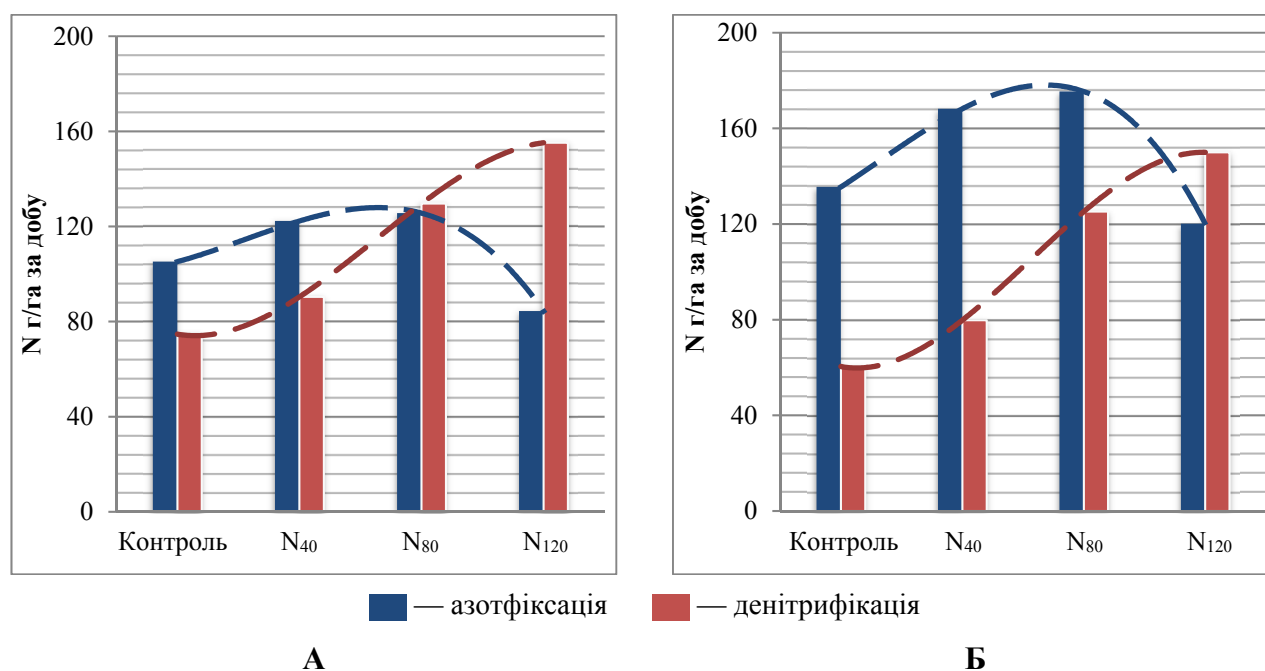 N г/га за добу
200
160
120
80
40
0
Контроль N₄₀ N₈₀ N₁₂₀
N г/га за добу
200
160
120
80
40
0
Контроль N₄₀ N₈₀ N₁₂₀
— азотфіксація — денітрифікація
А Б